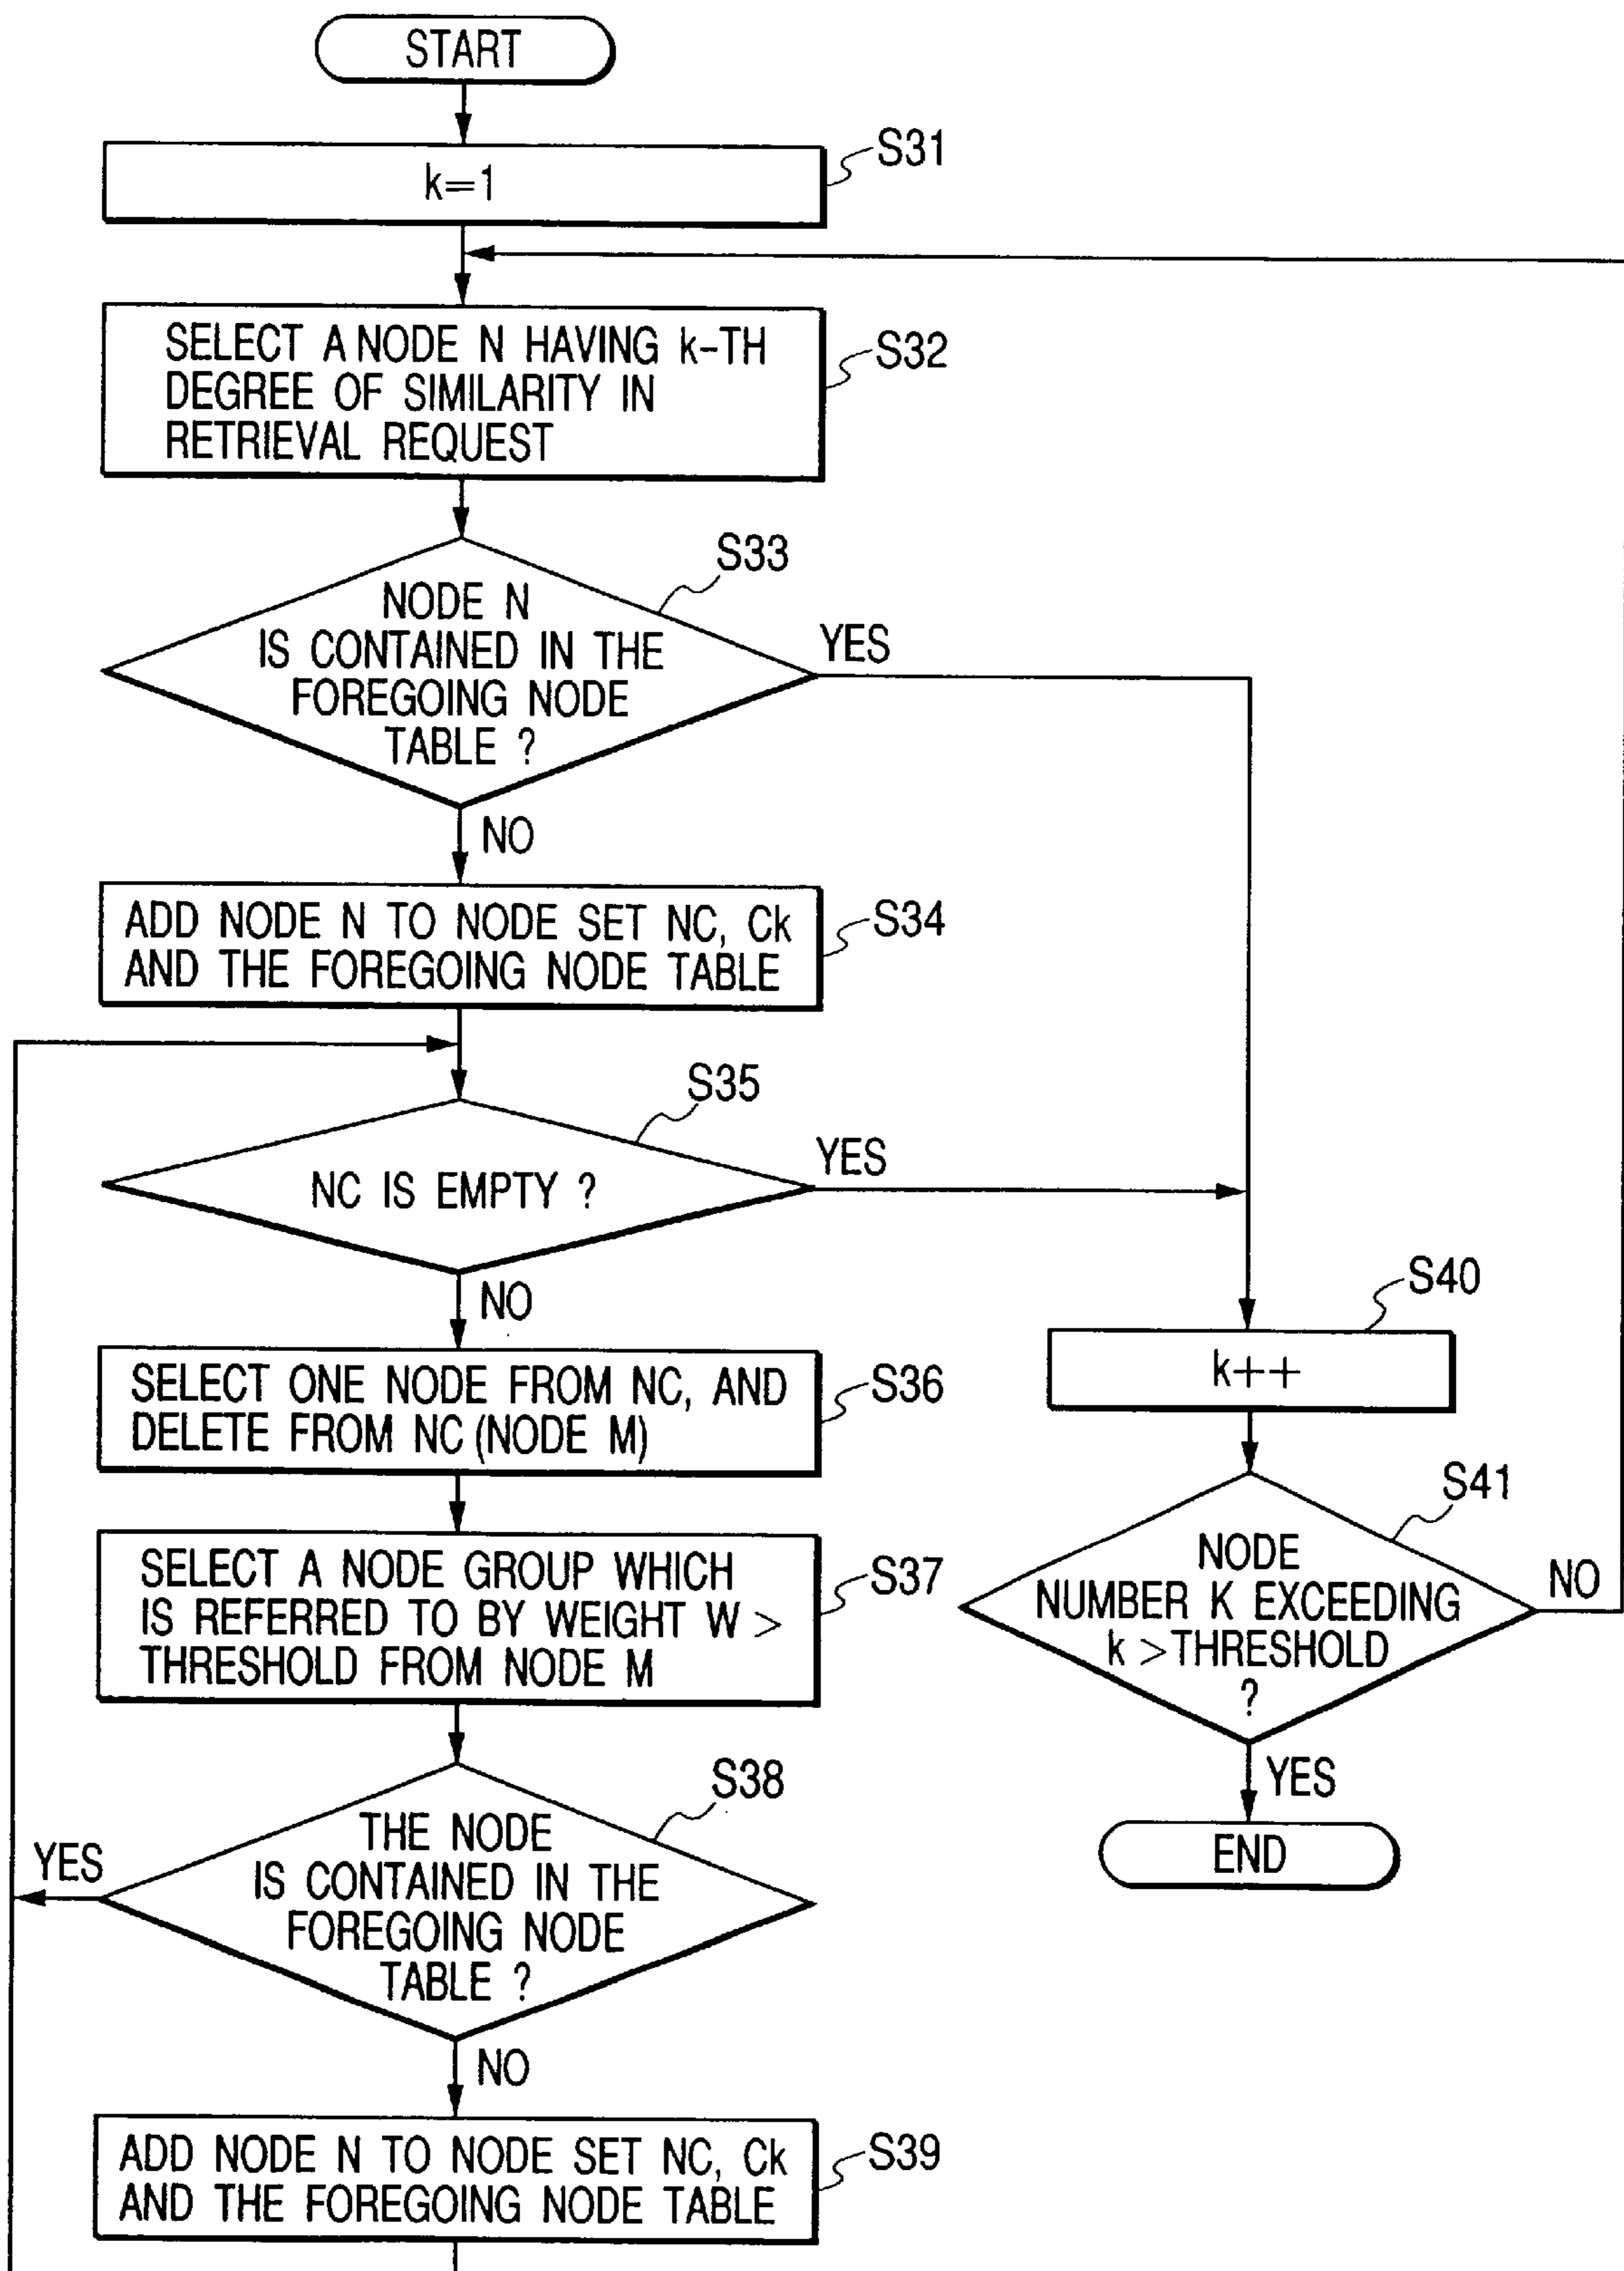 START
S31
k=1
SELECT A NODE N HAVING k-TH
DEGREE OF SIMILARITY IN
RETRIEVAL REQUEST
S32
S33
NODE N
IS CONTAINED IN THE
FOREGOING NODE
TABLE ?
YES
NO
ADD NODE N TO NODE SET NC, Ck
AND THE FOREGOING NODE TABLE
S34
S35
NC IS EMPTY ?
YES
NO
SELECT ONE NODE FROM NC, AND
DELETE FROM NC (NODE M)
S36
SELECT A NODE GROUP WHICH
IS REFERRED TO BY WEIGHT W >
THRESHOLD FROM NODE M
S37
S38
THE NODE
IS CONTAINED IN THE
FOREGOING NODE
TABLE ?
YES
NO
ADD NODE N TO NODE SET NC, Ck
AND THE FOREGOING NODE TABLE
S39
S40
k++
S41
NODE
NUMBER K EXCEEDING
k > THRESHOLD
?
NO
YES
END